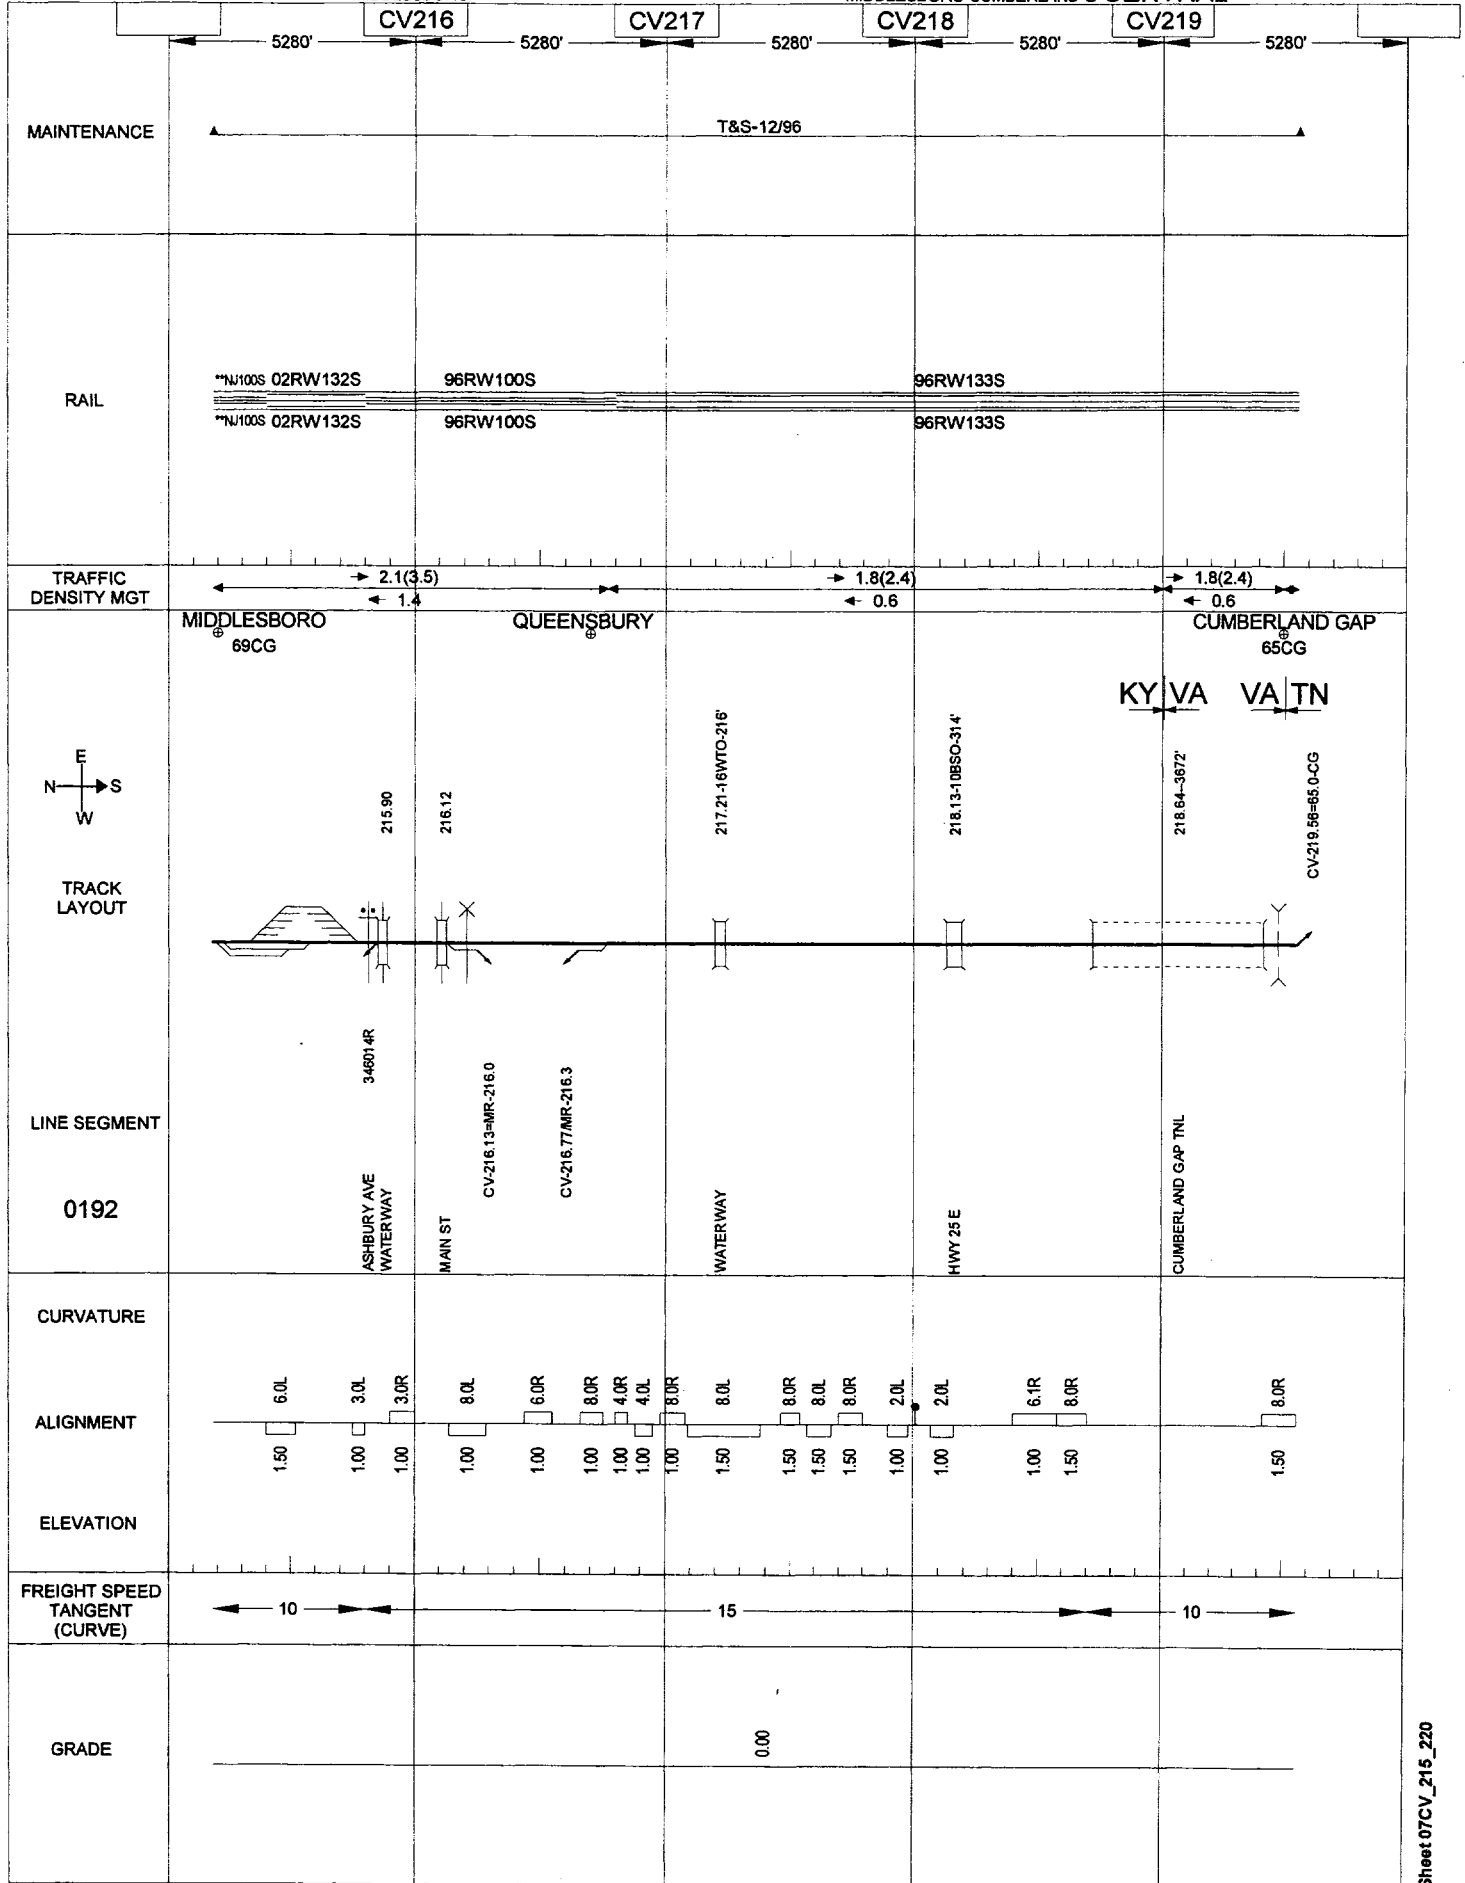 CV216 CV217 CV218 CV219
5280' 5280' 5280' 5280' 5280'
MAINTENANCE
T&S-12/96
RAIL
**NJ100S 02RW132S 96RW100S 96RW133S
**NJ100S 02RW132S 96RW100S 96RW133S
TRAFFIC
DENSITY MGT
2.1(3.5) 1.8(2.4) 1.8(2.4)
1.4 0.6 0.6
MIDDLESBORO QUEENSBURY CUMBERLAND GAP
69CG 65CG
KY VA VA TN
E
N S
W
215.90
216.12
217.21-16WTO-216'
218.13-10BSO-314'
218.64--3672'
CV-219.56=65.0-CG
TRACK
LAYOUT
346014R
CV-216.13=MR-216.0
CV-216.77/MR-216.3
LINE SEGMENT
0192
ASHBURY AVE
WATERWAY
MAIN ST
WATERWAY
HWY 25 E
CUMBERLAND GAP TNL
CURVATURE
6.0L 3.0L 3.0R 8.0L 6.0R 8.0R 4.0R 4.0L 8.0R 8.0L 8.0R 8.0L 8.0R 2.0L 2.0L 6.1R 8.0R 8.0R
ALIGNMENT
1.50 1.00 1.00 1.00 1.00 1.00 1.00 1.00 1.00 1.50 1.50 1.50 1.50 1.00 1.00 1.00 1.50 1.50
ELEVATION
FREIGHT SPEED
TANGENT
(CURVE)
10 15 10
GRADE
0.00
Sheet 07CV_215_220